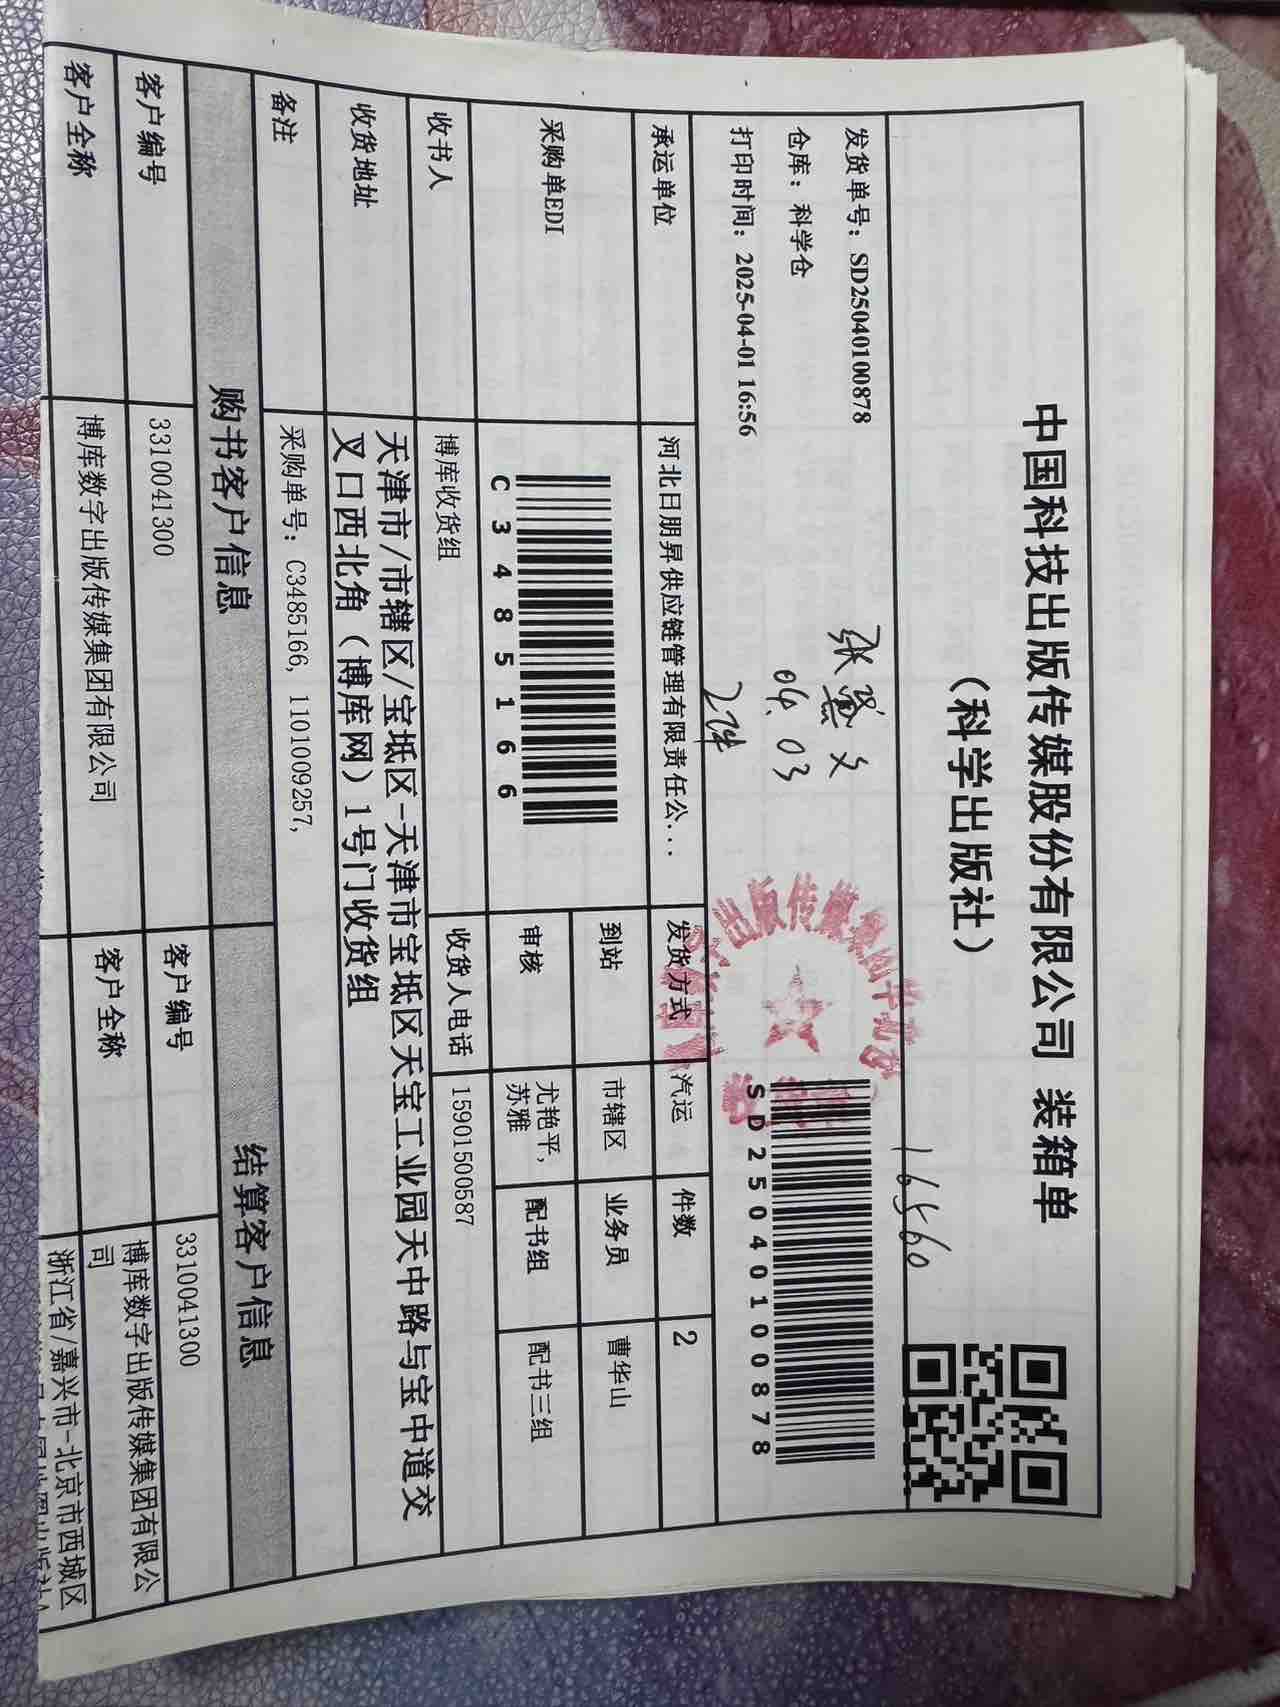 中国科技出版传媒股份有限公司 装箱单
(科学出版社)
16560
发货单号：SD2504010​0878
仓库：科学仓
打印时间：2025-04-01 16:56
04.03
2件
SD25040100878
承运单位 河北日朋昇供应链管理有限责任公... 发货方式 汽运 件数 2
采购单EDI C3485166 到站 市辖区 业务员 曹华山
审核 尤艳平,苏雅 配书组 配书三组
收书人 博库收货组 收货人电话 15901500587
收货地址 天津市/市辖区/宝坻区-天津市宝坻区天宝工业园天中路与宝中道交
叉口西北角（博库网）1号门收货组
备注 采购单号：C3485166, 1101009257,
购书客户信息 结算客户信息
客户编号 3310041300 客户编号 3310041300
客户全称 博库数字出版传媒集团有限公司 客户全称 博库数字出版传媒集团有限公
司
浙江省/嘉兴市-北京市西城区